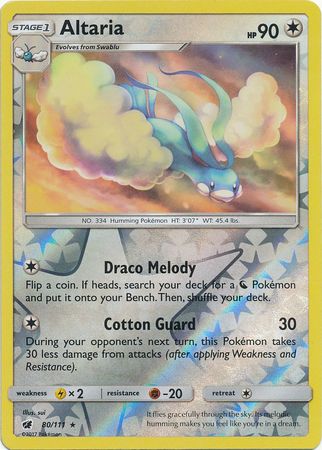 STAGE 1 Altaria HP 90
Evolves from Swablu
NO. 334 Humming Pokémon HT: 3'07" WT: 45.4 lbs.
Draco Melody
Flip a coin. If heads, search your deck for a Pokémon
and put it onto your Bench. Then, shuffle your deck.
Cotton Guard 30
During your opponent's next turn, this Pokémon takes
30 less damage from attacks (after applying Weakness and
Resistance).
weakness × 2 resistance -20 retreat
Illus. sui
80/111 ★
©2017 Pokémon
It flies gracefully through the sky. Its melodic
humming makes you feel like you're in a dream.